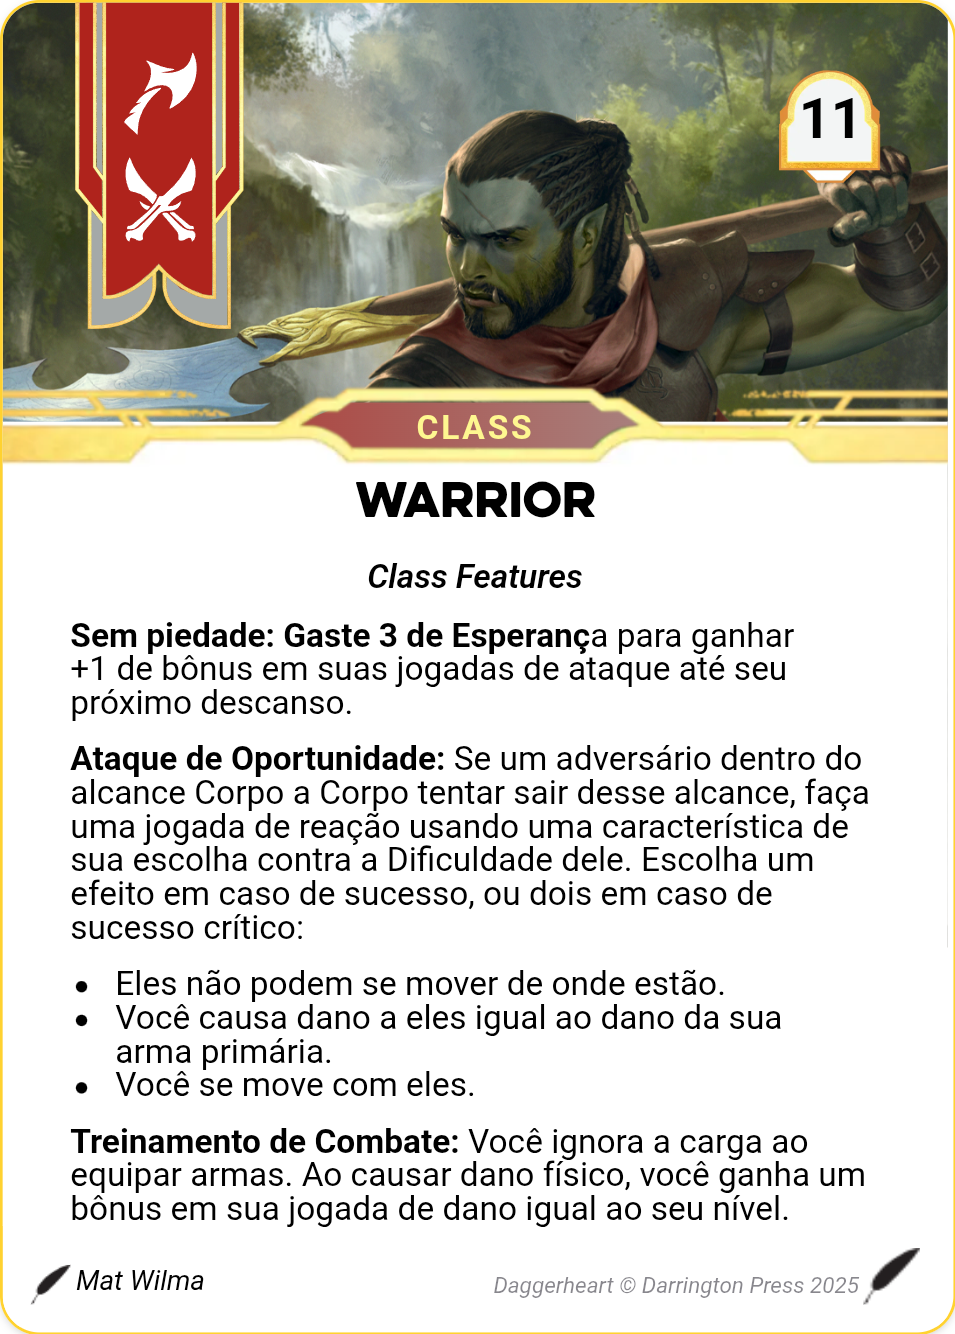 11
CLASS
WARRIOR
Class Features
Sem piedade: Gaste 3 de Esperança para ganhar
+1 de bônus em suas jogadas de ataque até seu
próximo descanso.
Ataque de Oportunidade: Se um adversário dentro do
alcance Corpo a Corpo tentar sair desse alcance, faça
uma jogada de reação usando uma característica de
sua escolha contra a Dificuldade dele. Escolha um
efeito em caso de sucesso, ou dois em caso de
sucesso crítico:
• Eles não podem se mover de onde estão.
• Você causa dano a eles igual ao dano da sua
arma primária.
• Você se move com eles.
Treinamento de Combate: Você ignora a carga ao
equipar armas. Ao causar dano físico, você ganha um
bônus em sua jogada de dano igual ao seu nível.
Mat Wilma
Daggerheart © Darrington Press 2025